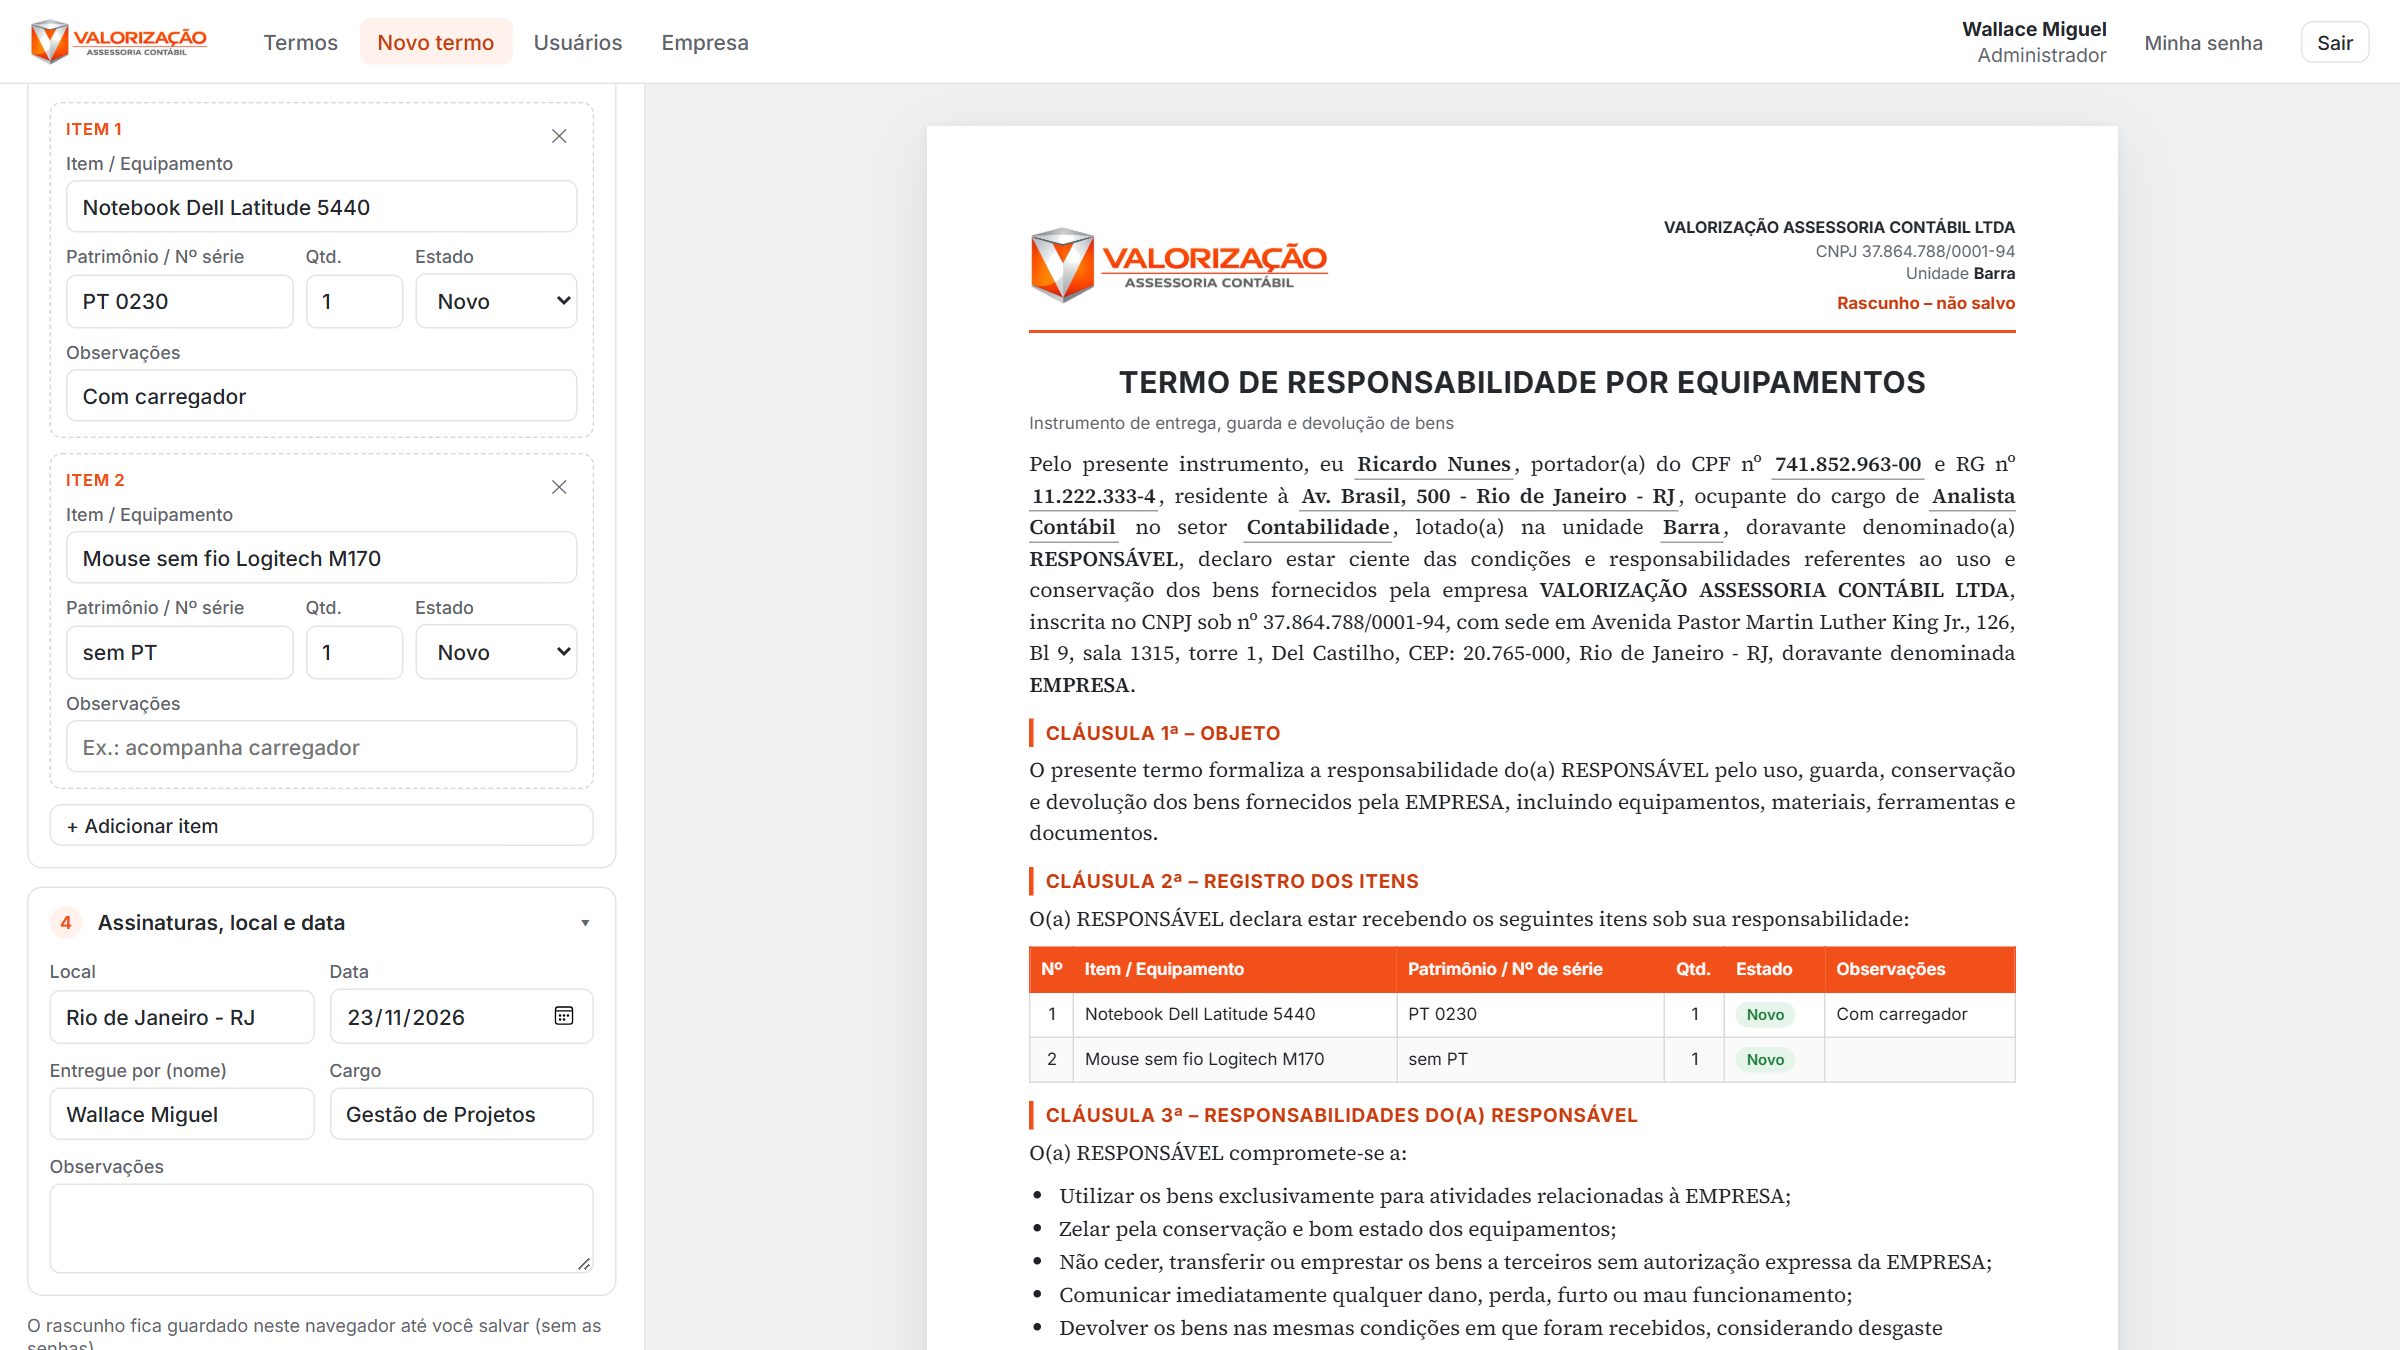 VALORIZAÇÃO
ASSESSORIA CONTÁBIL
Termos
Novo termo
Usuários
Empresa
Wallace Miguel
Administrador
Minha senha
Sair
ITEM 1
Item / Equipamento
Notebook Dell Latitude 5440
Patrimônio / Nº série
Qtd.
Estado
PT 0230
1
Novo
Observações
Com carregador
ITEM 2
Item / Equipamento
Mouse sem fio Logitech M170
Patrimônio / Nº série
Qtd.
Estado
sem PT
1
Novo
Observações
Ex.: acompanha carregador
+ Adicionar item
4
Assinaturas, local e data
Local
Data
Rio de Janeiro - RJ
23/11/2026
Entregue por (nome)
Cargo
Wallace Miguel
Gestão de Projetos
Observações
O rascunho fica guardado neste navegador até você salvar (sem as
senhas)
VALORIZAÇÃO
ASSESSORIA CONTÁBIL
VALORIZAÇÃO ASSESSORIA CONTÁBIL LTDA
CNPJ 37.864.788/0001-94
Unidade Barra
Rascunho – não salvo
TERMO DE RESPONSABILIDADE POR EQUIPAMENTOS
Instrumento de entrega, guarda e devolução de bens
Pelo presente instrumento, eu Ricardo Nunes, portador(a) do CPF nº 741.852.963-00 e RG nº
11.222.333-4, residente à Av. Brasil, 500 - Rio de Janeiro - RJ, ocupante do cargo de Analista
Contábil no setor Contabilidade, lotado(a) na unidade Barra, doravante denominado(a)
RESPONSÁVEL, declaro estar ciente das condições e responsabilidades referentes ao uso e
conservação dos bens fornecidos pela empresa VALORIZAÇÃO ASSESSORIA CONTÁBIL LTDA,
inscrita no CNPJ sob nº 37.864.788/0001-94, com sede em Avenida Pastor Martin Luther King Jr., 126,
Bl 9, sala 1315, torre 1, Del Castilho, CEP: 20.765-000, Rio de Janeiro - RJ, doravante denominada
EMPRESA.
CLÁUSULA 1ª – OBJETO
O presente termo formaliza a responsabilidade do(a) RESPONSÁVEL pelo uso, guarda, conservação
e devolução dos bens fornecidos pela EMPRESA, incluindo equipamentos, materiais, ferramentas e
documentos.
CLÁUSULA 2ª – REGISTRO DOS ITENS
O(a) RESPONSÁVEL declara estar recebendo os seguintes itens sob sua responsabilidade:
Nº Item / Equipamento Patrimônio / Nº de série Qtd. Estado Observações
1 Notebook Dell Latitude 5440 PT 0230 1 Novo Com carregador
2 Mouse sem fio Logitech M170 sem PT 1 Novo
CLÁUSULA 3ª – RESPONSABILIDADES DO(A) RESPONSÁVEL
O(a) RESPONSÁVEL compromete-se a:
• Utilizar os bens exclusivamente para atividades relacionadas à EMPRESA;
• Zelar pela conservação e bom estado dos equipamentos;
• Não ceder, transferir ou emprestar os bens a terceiros sem autorização expressa da EMPRESA;
• Comunicar imediatamente qualquer dano, perda, furto ou mau funcionamento;
• Devolver os bens nas mesmas condições em que foram recebidos, considerando desgaste